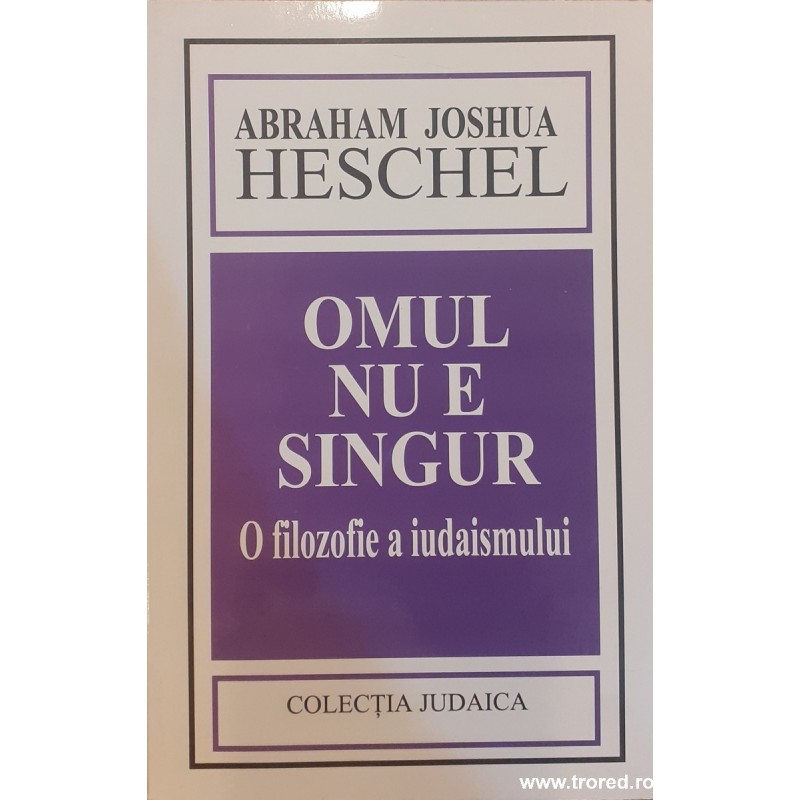 ABRAHAM JOSHUA
HESCHEL
OMUL
NU E
SINGUR
O filozofie a iudaismului
COLECȚIA JUDAICA
www.trored.ro